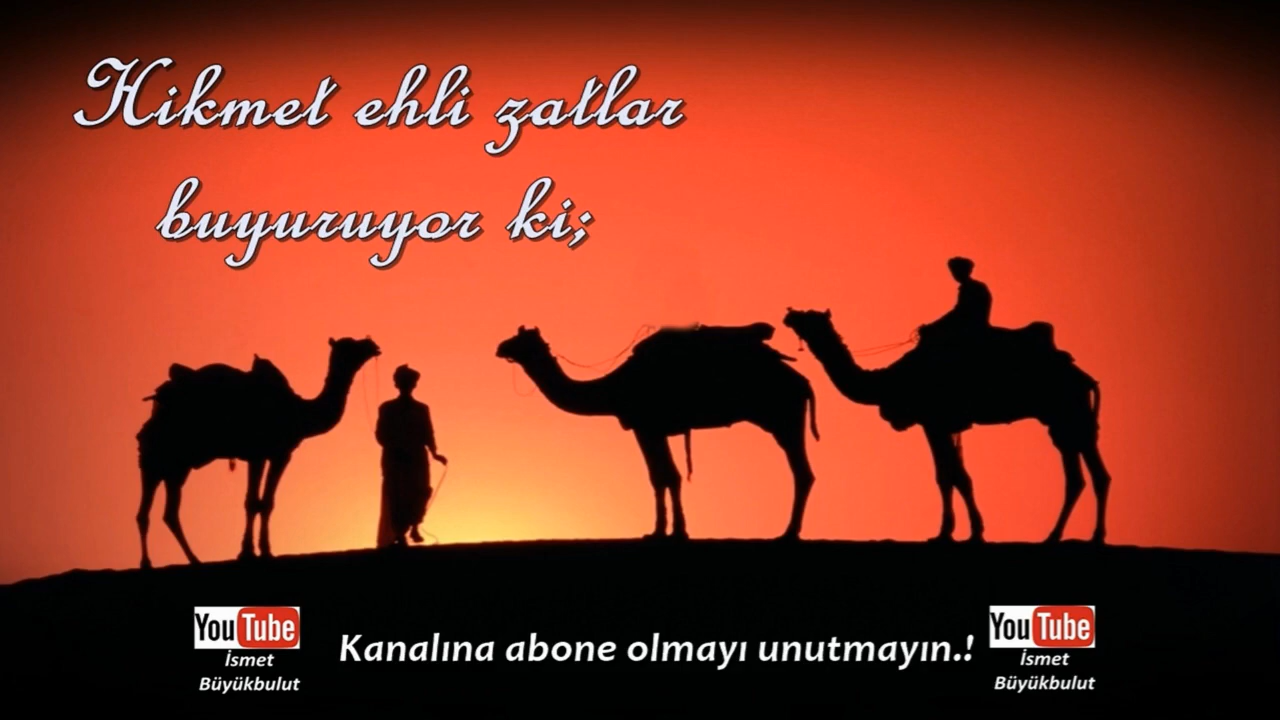 Hikmet ehli zatlar
buyuruyor ki;
YouTube
İsmet
Büyükbulut
Kanalına abone olmayı unutmayın.!
YouTube
İsmet
Büyükbulut